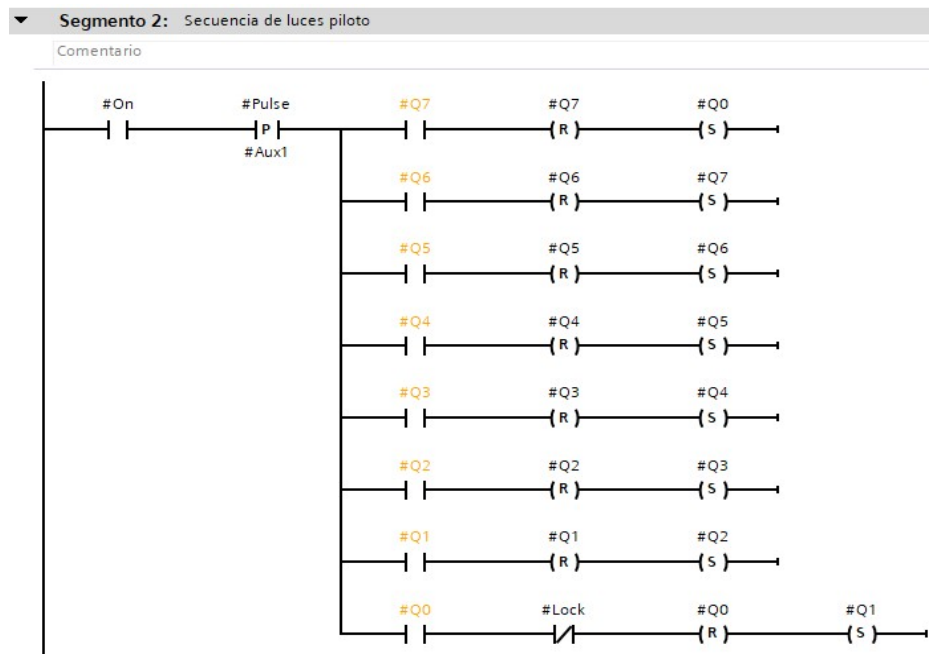 Segmento 2: Secuencia de luces piloto
Comentario
#On #Pulse #Q7 #Q7 #Q0
P R S
#Aux1
#Q6 #Q6 #Q7
R S
#Q5 #Q5 #Q6
R S
#Q4 #Q4 #Q5
R S
#Q3 #Q3 #Q4
R S
#Q2 #Q2 #Q3
R S
#Q1 #Q1 #Q2
R S
#Q0 #Lock #Q0 #Q1
R S